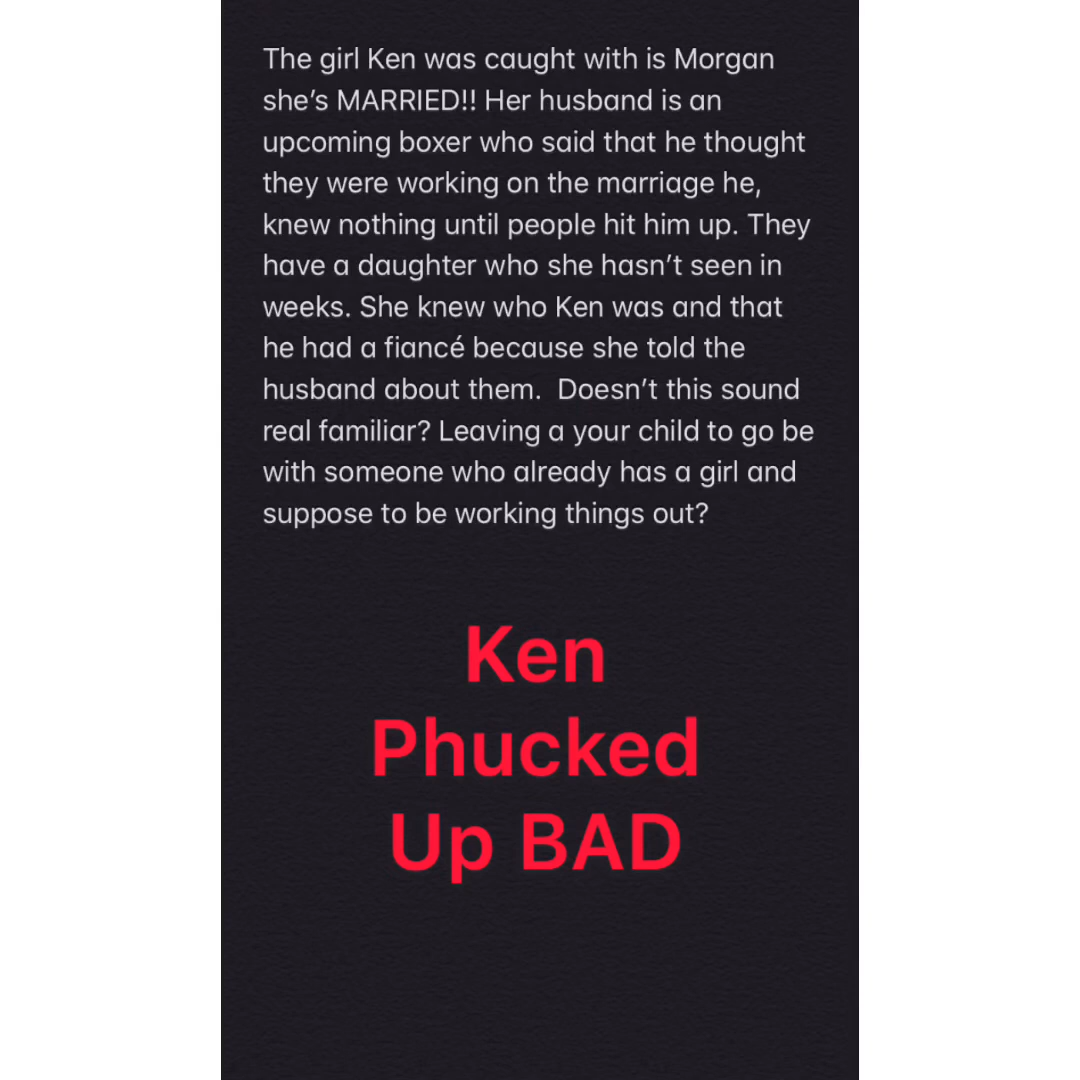 The girl Ken was caught with is Morgan
she’s MARRIED!! Her husband is an
upcoming boxer who said that he thought
they were working on the marriage he,
knew nothing until people hit him up. They
have a daughter who she hasn’t seen in
weeks. She knew who Ken was and that
he had a fiancé because she told the
husband about them.  Doesn’t this sound
real familiar? Leaving a your child to go be
with someone who already has a girl and
suppose to be working things out?
Ken
Phucked
Up BAD